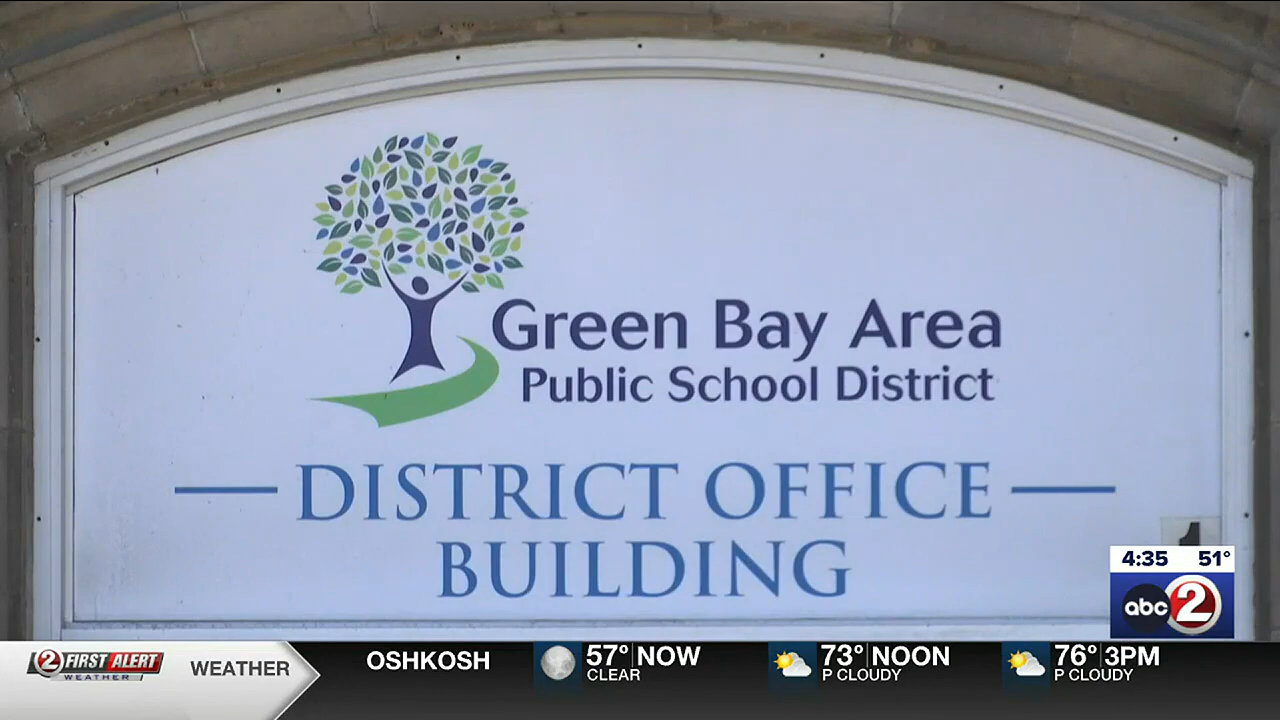 Green Bay Area
Public School District
DISTRICT OFFICE
BUILDING
1
4:35 51°
abc 2
2 FIRST ALERT
WEATHER
WEATHER
OSHKOSH
57° NOW
CLEAR
73° NOON
P CLOUDY
76° 3PM
P CLOUDY